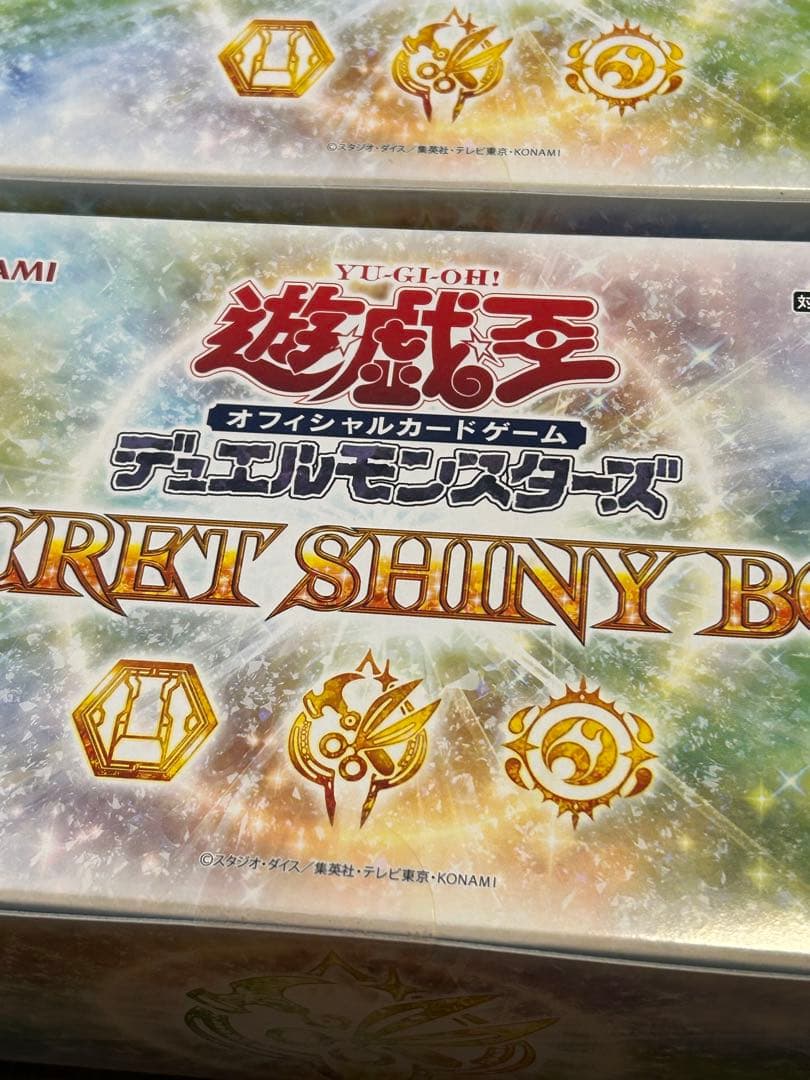 ©スタジオ・ダイス／集英社・テレビ東京・KONAMI
AMI
対
YU-GI-OH!
遊☆戯☆王
オフィシャルカードゲーム
デュエルモンスターズ
CRET SHINY BO
©スタジオ・ダイス／集英社・テレビ東京・KONAMI